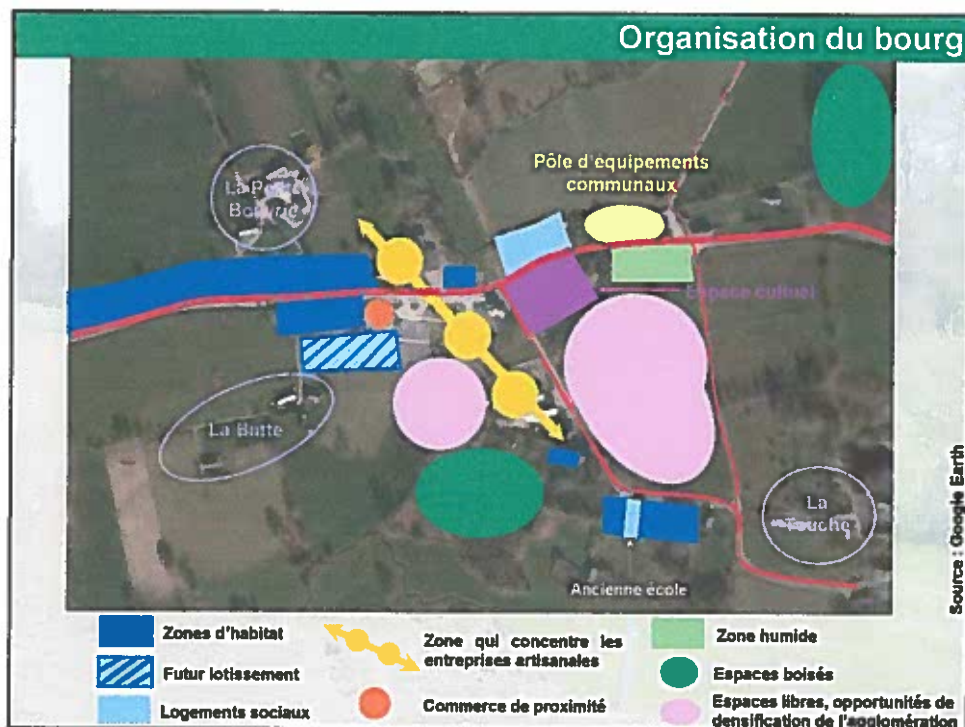 Organisation du bourg
Pôle d'équipements
communaux
Espace cultuel
La Butte
La
Touche
Ancienne école
Source : Google Earth
Zones d'habitat
Futur lotissement
Logements sociaux
Zone qui concentre les
entreprises artisanales
Commerce de proximité
Zone humide
Espaces boisés
Espaces libres, opportunités de
densification de l'agglomération